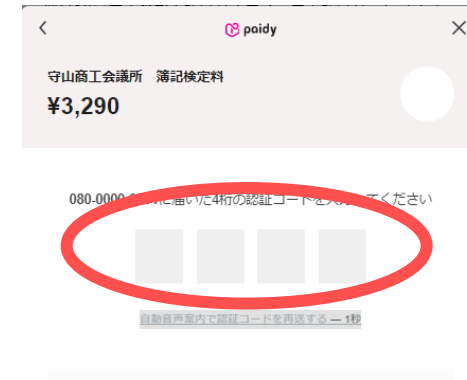 paidy
守山商工会議所 簿記検定料
¥3,290
080-0000-に届いた4桁の認証コードを入力してください
自動音声案内で認証コードを再送する — 1秒